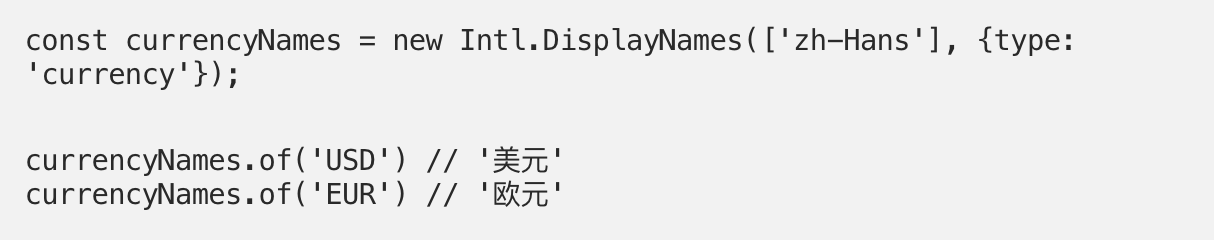 const currencyNames = new Intl.DisplayNames(['zh-Hans'], {type:
'currency'});
currencyNames.of('USD') // '美元'
currencyNames.of('EUR') // '欧元'